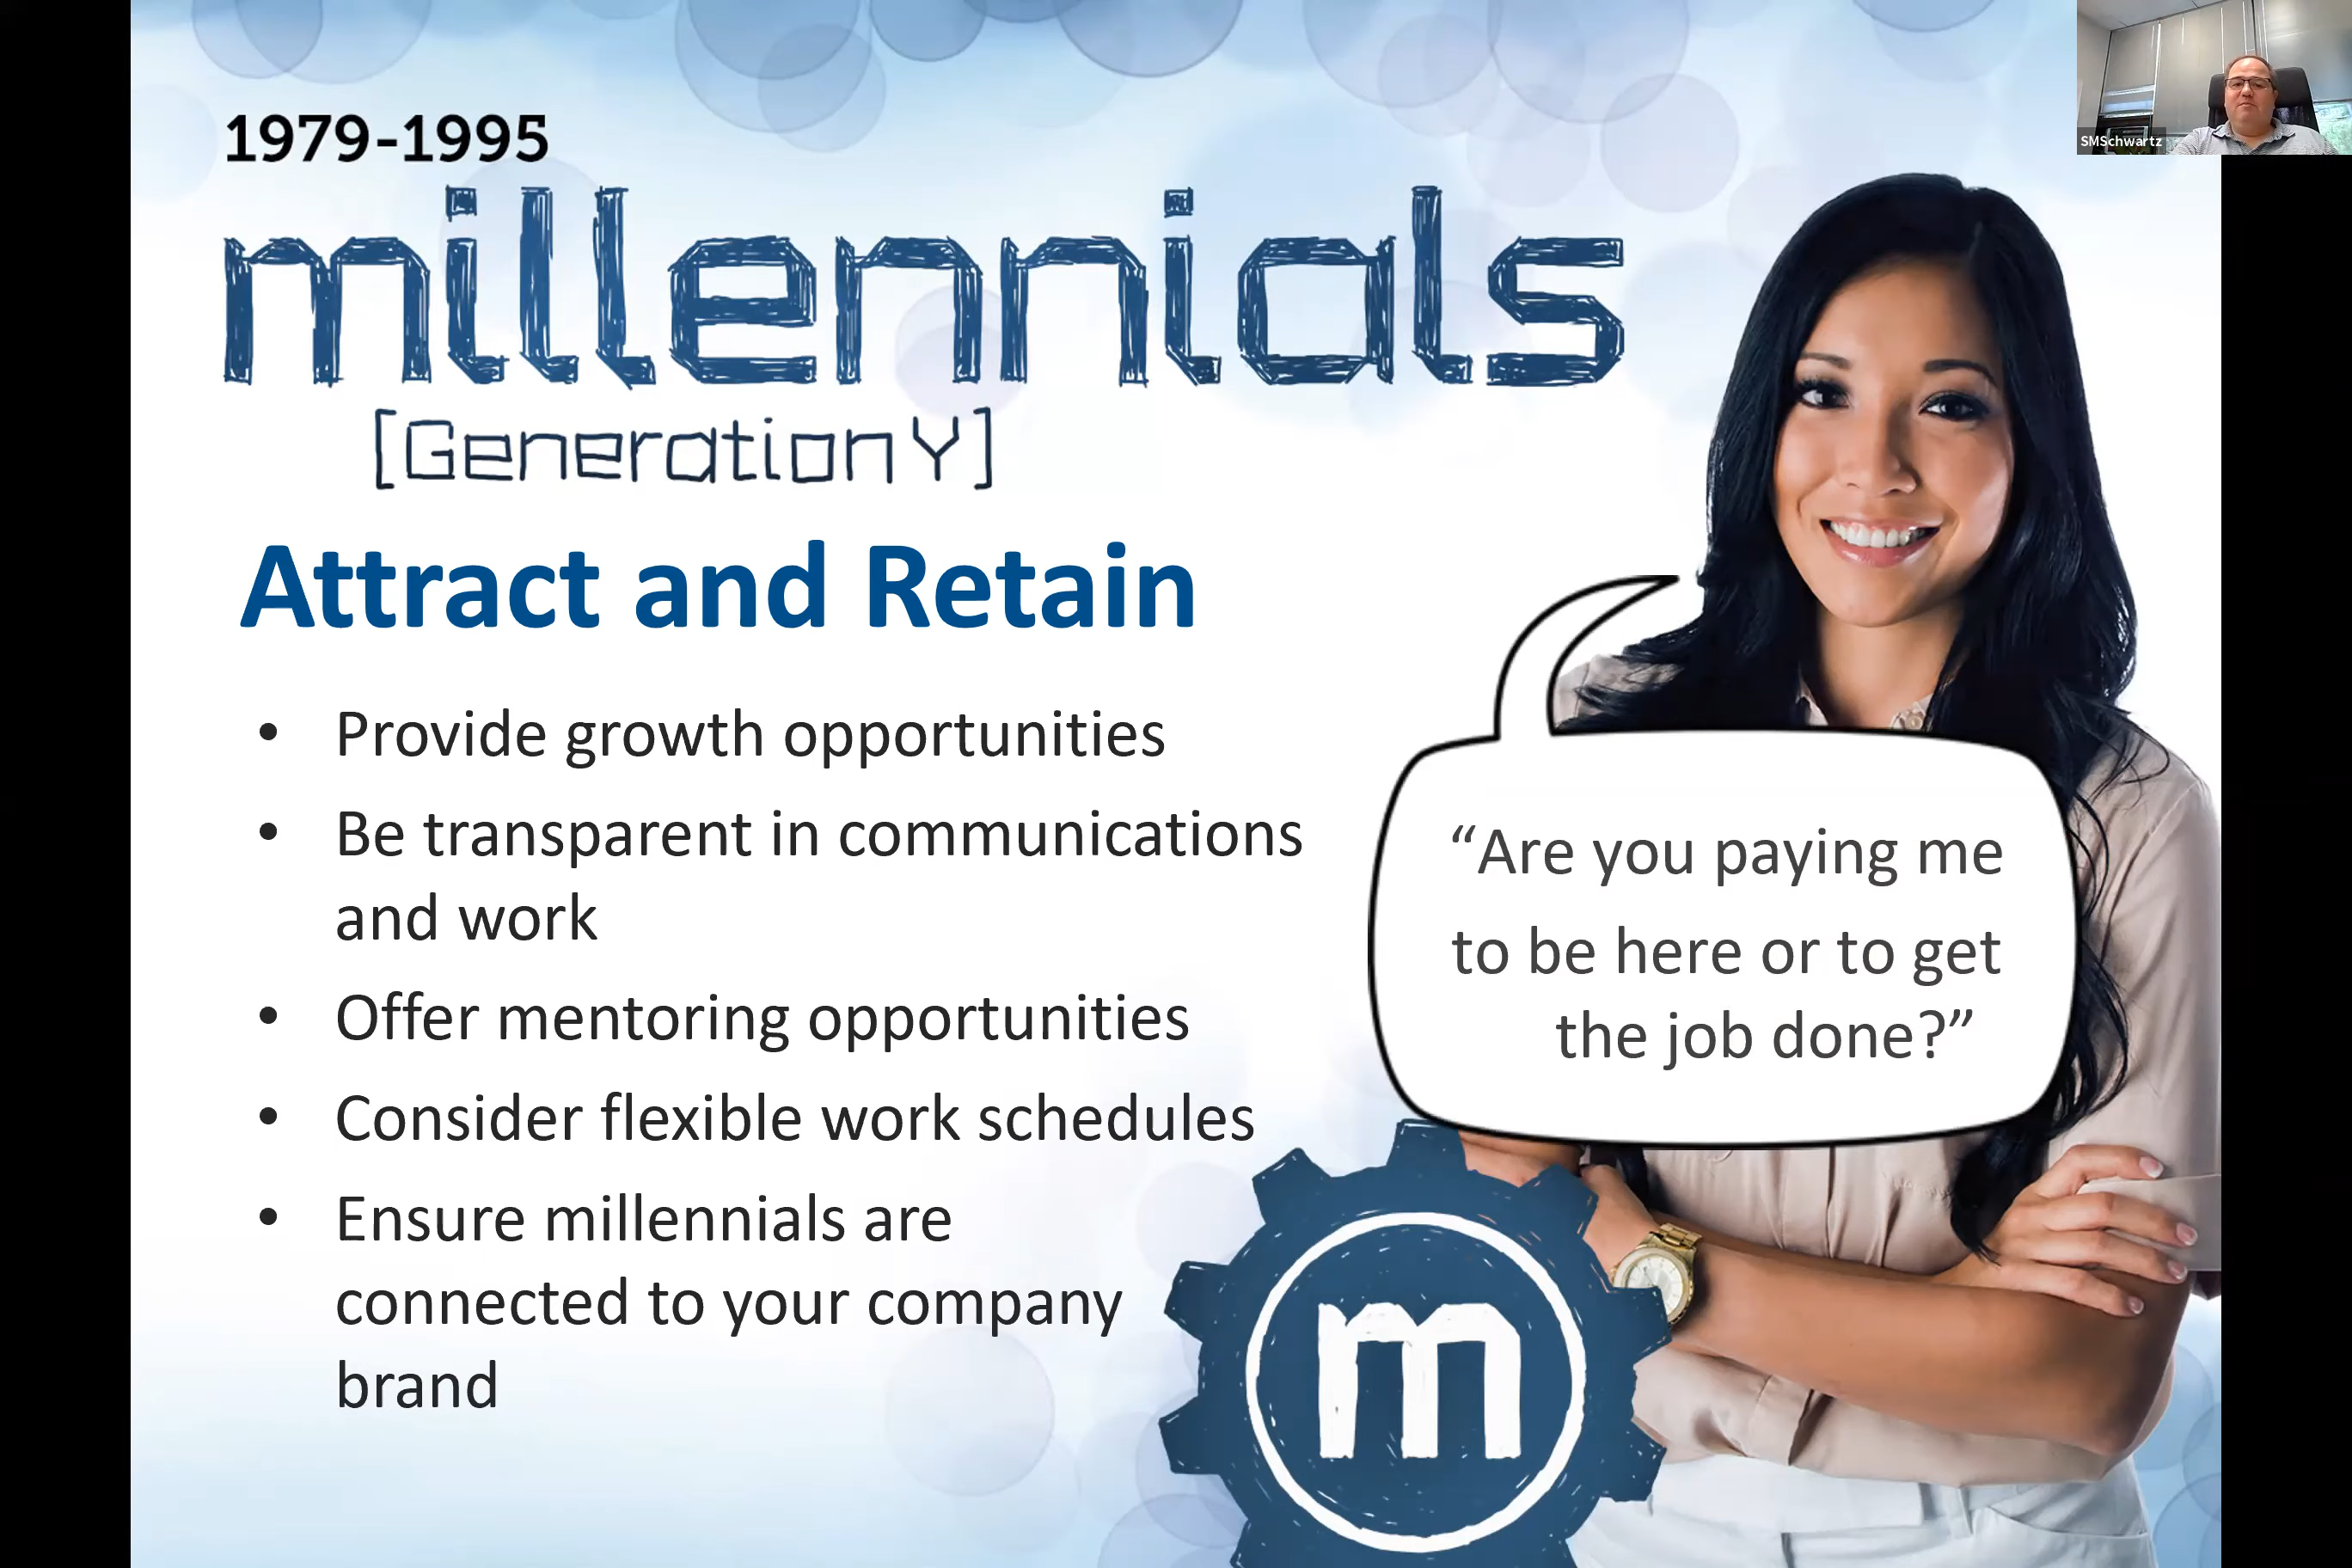 1979-1995
millennials
[Generation Y]
Attract and Retain
• Provide growth opportunities
• Be transparent in communications
and work
• Offer mentoring opportunities
• Consider flexible work schedules
• Ensure millennials are
connected to your company
brand
“Are you paying me
to be here or to get
the job done?”
m
SMSchwartz